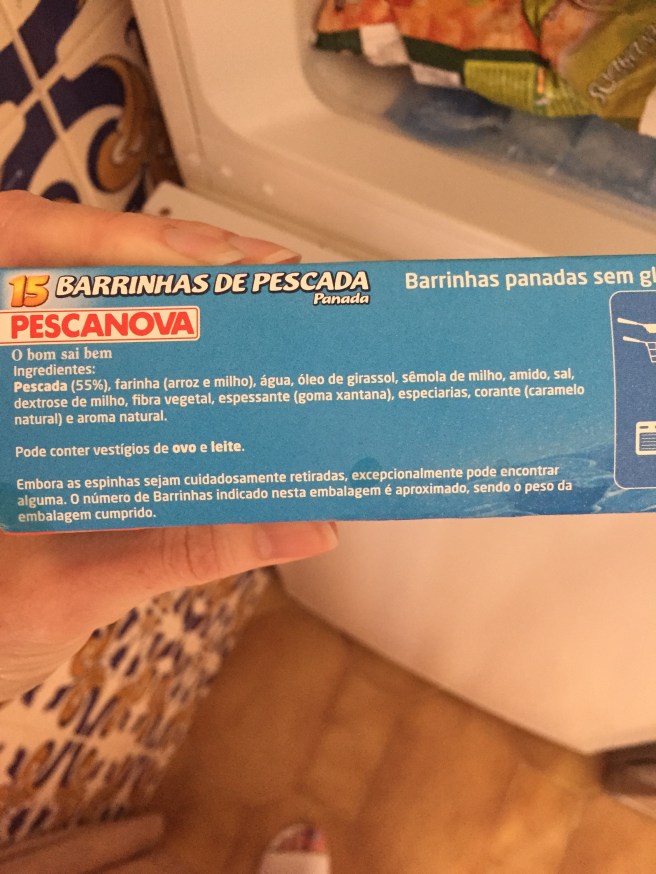 15 BARRINHAS DE PESCADA
Panada
PESCANOVA
O bom sai bem
Ingredientes:
Pescada (55%), farinha (arroz e milho), água, óleo de girassol, sêmola de milho, amido, sal,
dextrose de milho, fibra vegetal, espessante (goma xantana), especiarias, corante (caramelo
natural) e aroma natural.
Pode conter vestígios de ovo e leite.
Embora as espinhas sejam cuidadosamente retiradas, excepcionalmente pode encontrar
alguma. O número de Barrinhas indicado nesta embalagem é aproximado, sendo o peso da
embalagem cumprido.
Barrinhas panadas sem gl